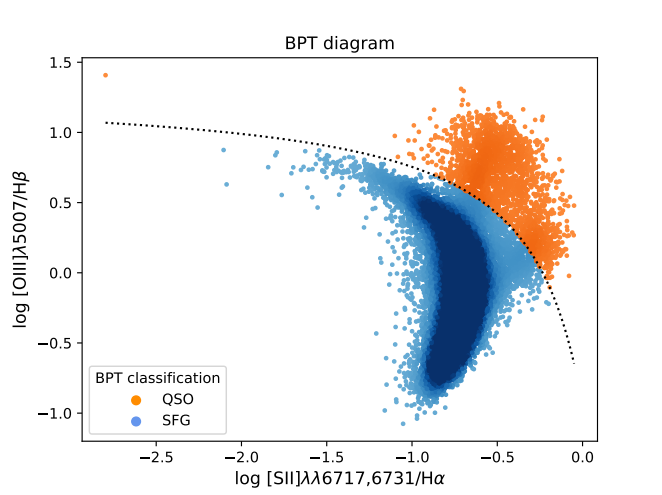 BPT diagram
log [OIII]λ5007/Hβ
1.5
1.0
0.5
0.0
−0.5
−1.0
BPT classification
QSO
SFG
−2.5 −2.0 −1.5 −1.0 −0.5 0.0
log [SII]λλ6717,6731/Hα